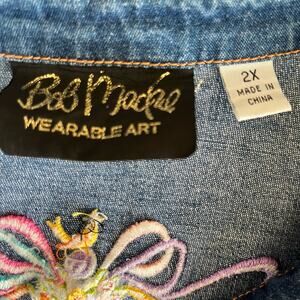 Bob Mackie
WEARABLE ART
2X
MADE IN
CHINA